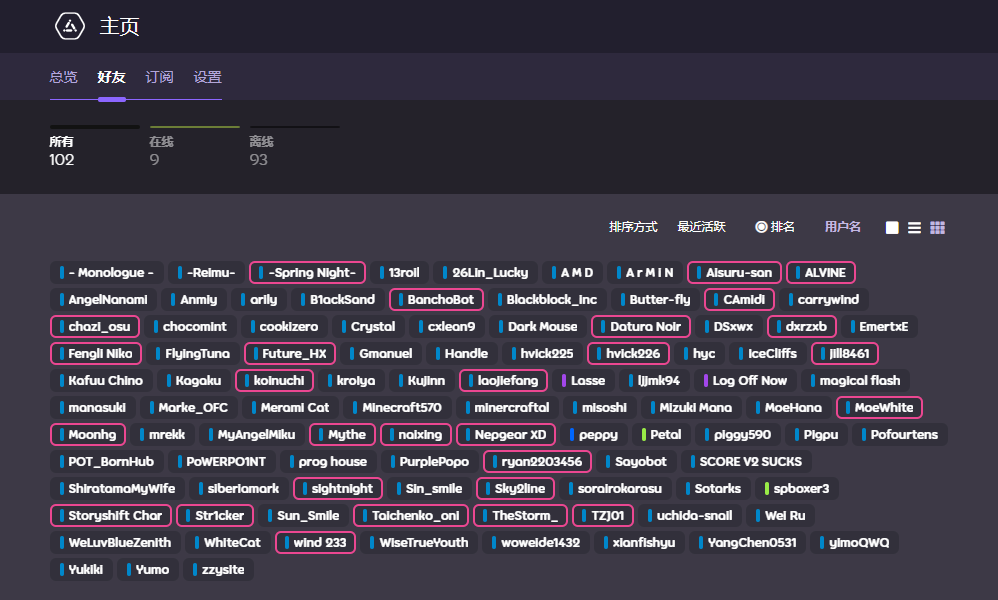 主页
总览 好友 订阅 设置
所有 在线 离线
102 9 93
排序方式 最近活跃 排名 用户名
- Monologue - -Reimu- -Spring Night- 13roll 26Lin_Lucky A M D A r M i N Aisuru-san ALVINE
AngelNanami Anmiy arily B1ackSand BanchoBot Blackblock_Inc Butter-fly CAmidi carrywind
chazi_osu chocomint cookizero Crystal cxlean9 Dark Mouse Datura Noir DSxwx dxrzxb EmertxE
Fengli Niko FlyingTuna Future_HX Gmanuel Handle hvick225 hvick226 hyc IceCliffs jill8461
Kafuu Chino Kagaku koinuchi kroiya KuJinn laojiefang Lasse ljjmk94 Log Off Now magical flash
manasuki Marke_OFC Merami Cat Minecraft570 minercraftal misoshi Mizuki Mana MoeHana MoeWhite
Moonhg mrekk MyAngelMiku Mythe naixing Nepgear XD peppy Petal piggy590 Pigpu Pofourtens
POT_BornHub PoWERPO1NT prog house PurplePopo ryan2203456 Sayobot SCORE V2 SUCKS
ShiratamaMyWife siberiamark sightnight Sin_smile Sky2line sorairokarasu Sotarks spboxer3
Storyshift Char Str1cker Sun_Smile Taichenko_oni TheStorm_ TZJ01 uchida-snail Wei Ru
WeLuvBlueZenith WhiteCat wind 233 WiseTrueYouth woweide1432 xianfishyu YangChen0531 yimoQWQ
Yukiki Yumo zzysite